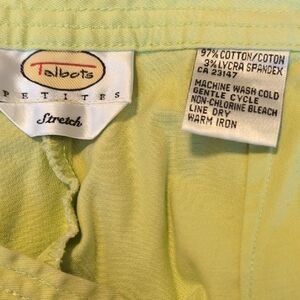 Talbots
PETITES
Stretch
97% COTTON/COTON
3% LYCRA SPANDEX
CA 23147
MACHINE WASH COLD
GENTLE CYCLE
NON-CHLORINE BLEACH
LINE DRY
WARM IRON